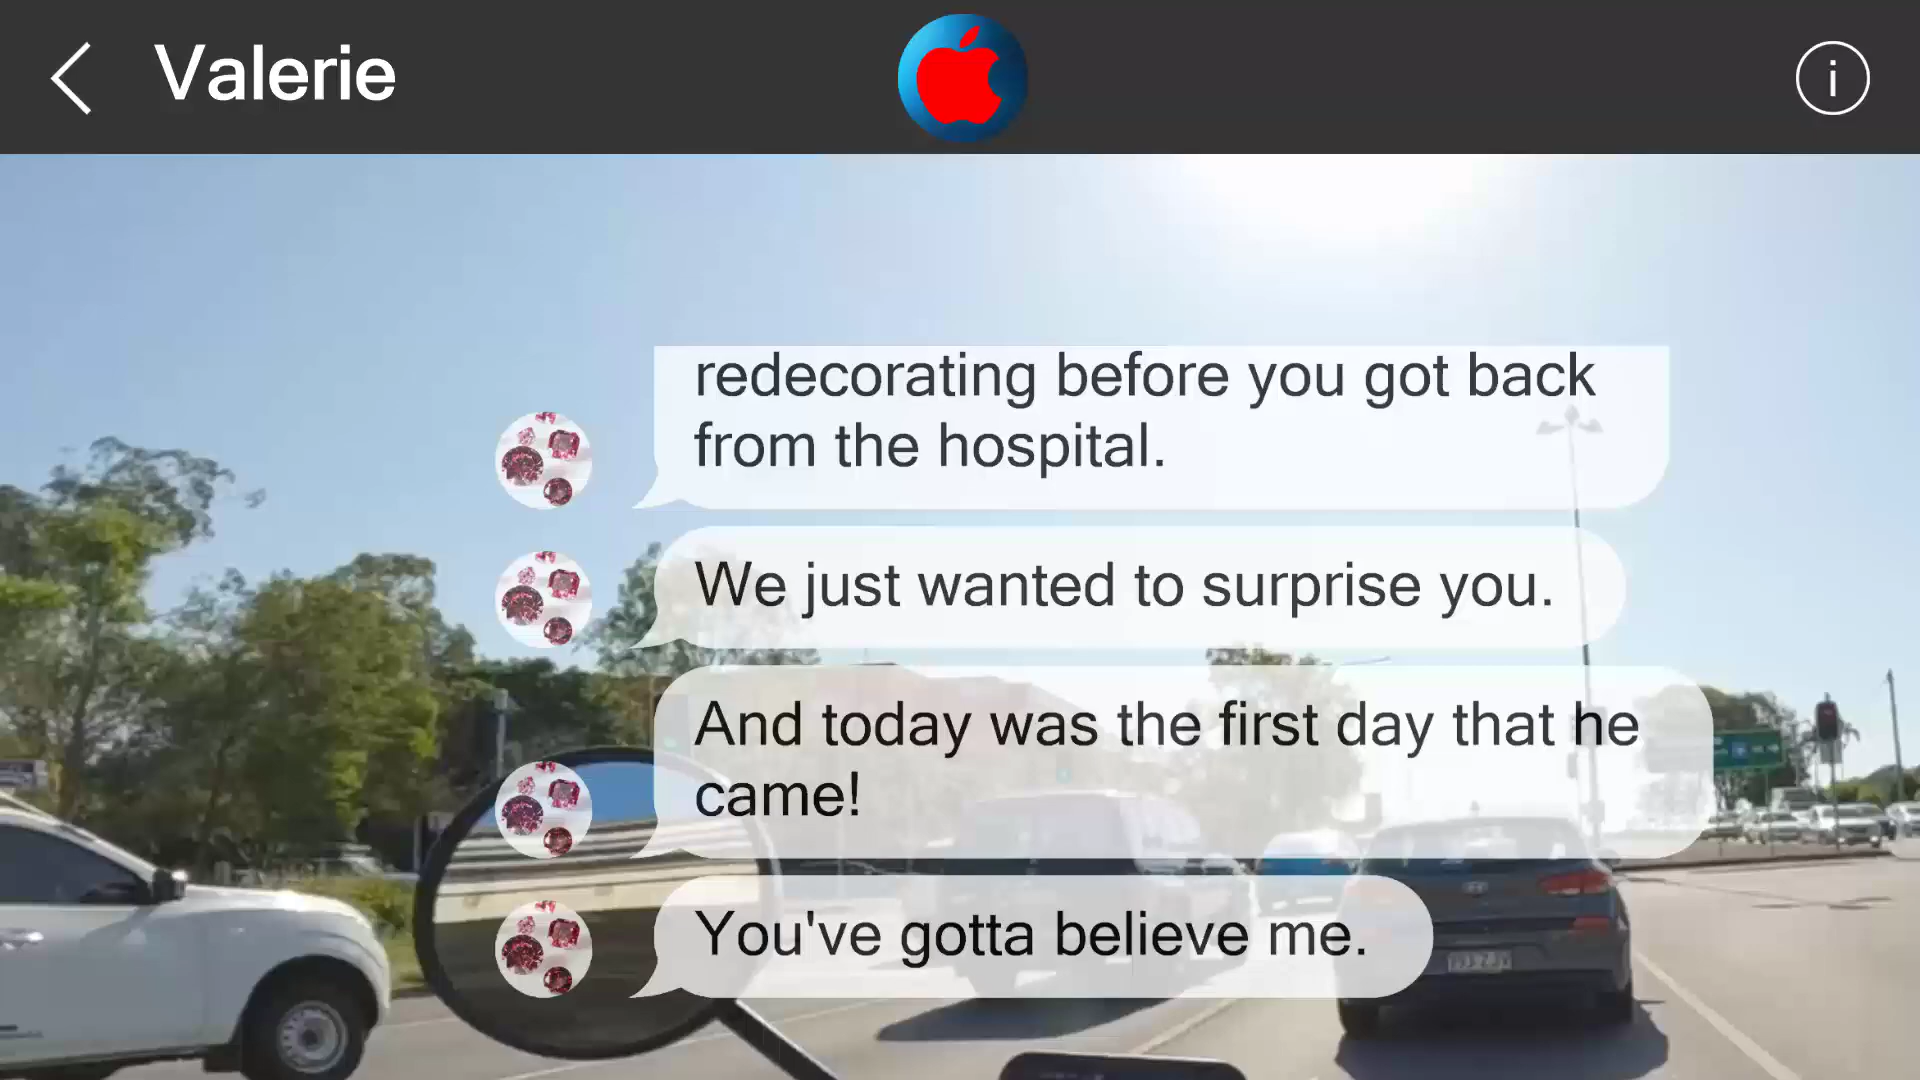 Valerie
i
redecorating before you got back
from the hospital.
We just wanted to surprise you.
And today was the first day that he
came!
You've gotta believe me.